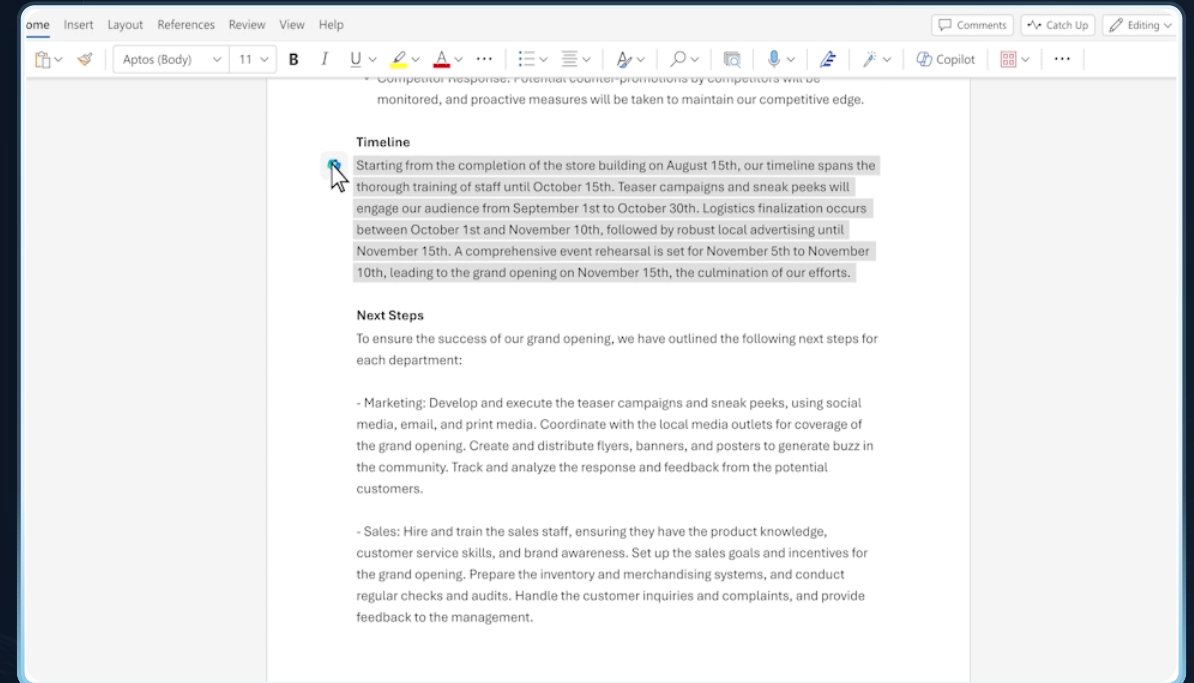 ome Insert Layout References Review View Help
Comments Catch Up Editing
Aptos (Body) 11 B I U A Copilot
- Competitor Response: Potential counter-promotions by competitors will be
monitored, and proactive measures will be taken to maintain our competitive edge.
Timeline
Starting from the completion of the store building on August 15th, our timeline spans the
thorough training of staff until October 15th. Teaser campaigns and sneak peeks will
engage our audience from September 1st to October 30th. Logistics finalization occurs
between October 1st and November 10th, followed by robust local advertising until
November 15th. A comprehensive event rehearsal is set for November 5th to November
10th, leading to the grand opening on November 15th, the culmination of our efforts.
Next Steps
To ensure the success of our grand opening, we have outlined the following next steps for
each department:
- Marketing: Develop and execute the teaser campaigns and sneak peeks, using social
media, email, and print media. Coordinate with the local media outlets for coverage of
the grand opening. Create and distribute flyers, banners, and posters to generate buzz in
the community. Track and analyze the response and feedback from the potential
customers.
- Sales: Hire and train the sales staff, ensuring they have the product knowledge,
customer service skills, and brand awareness. Set up the sales goals and incentives for
the grand opening. Prepare the inventory and merchandising systems, and conduct
regular checks and audits. Handle the customer inquiries and complaints, and provide
feedback to the management.